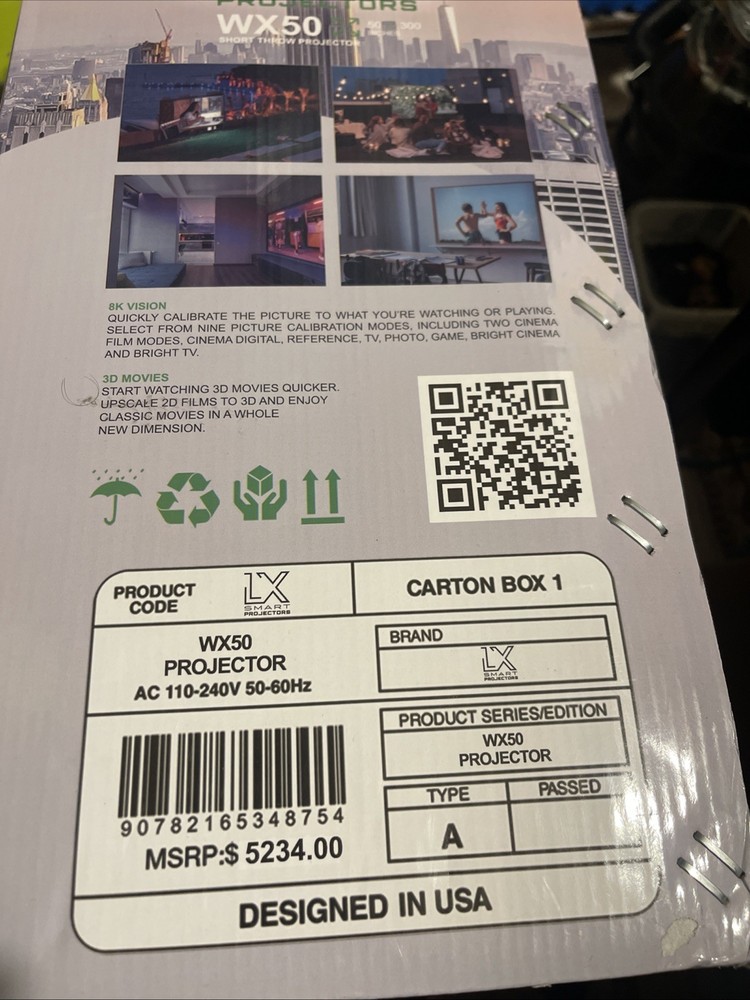 PROJECTORS
WX50
50 300
SHORT THROW PROJECTOR
8K VISION
QUICKLY CALIBRATE THE PICTURE TO WHAT YOU'RE WATCHING OR PLAYING.
SELECT FROM NINE PICTURE CALIBRATION MODES, INCLUDING TWO CINEMA
FILM MODES, CINEMA DIGITAL, REFERENCE, TV, PHOTO, GAME, BRIGHT CINEMA
AND BRIGHT TV.
3D MOVIES
START WATCHING 3D MOVIES QUICKER.
UPSCALE 2D FILMS TO 3D AND ENJOY
CLASSIC MOVIES IN A WHOLE
NEW DIMENSION.
PRODUCT
CODE
LX
SMART
PROJECTORS
CARTON BOX 1
WX50
PROJECTOR
AC 110-240V 50-60Hz
BRAND
LX
SMART
PROJECTORS
PRODUCT SERIES/EDITION
WX50
PROJECTOR
TYPE
PASSED
A
90782165348754
MSRP:$ 5234.00
DESIGNED IN USA